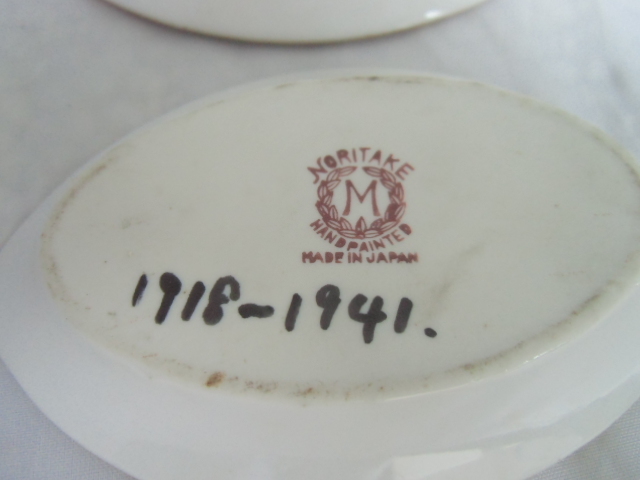 NORITAKE
M
HANDPAINTED
MADE IN JAPAN
1918-1941.